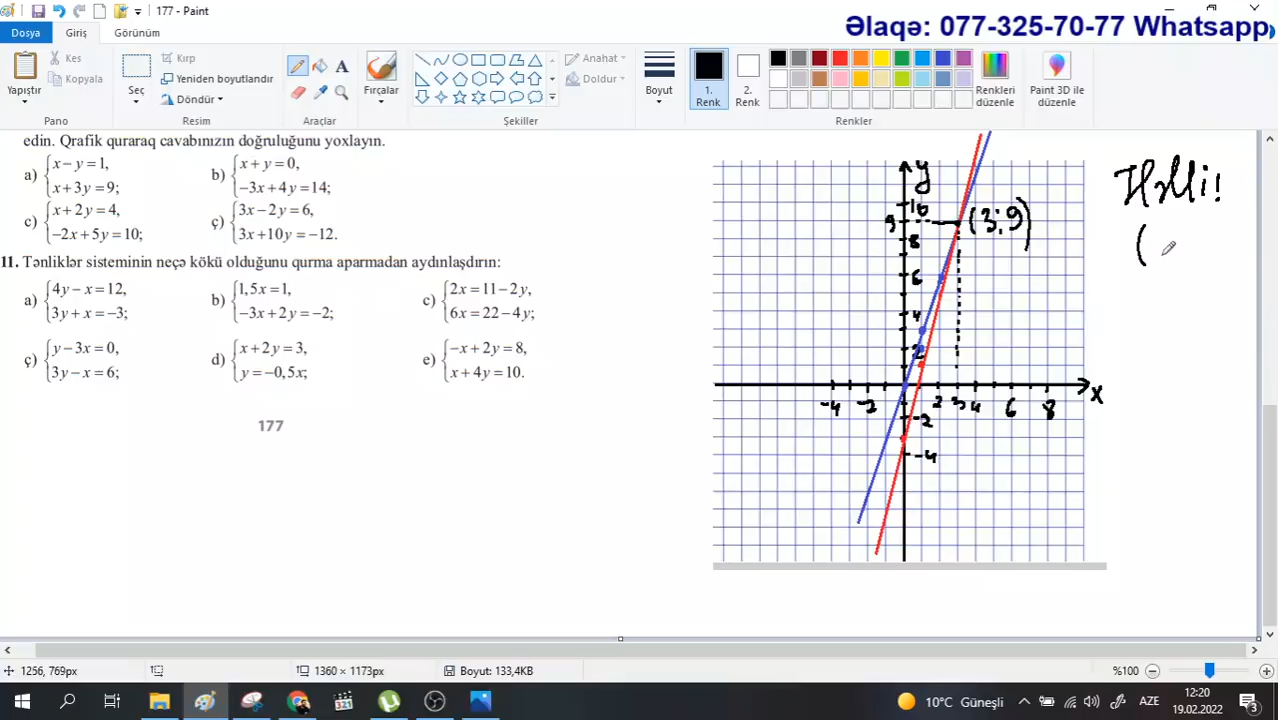 177 - Paint
Əlaqə: 077-325-70-77 Whatsapp
Dosya Giriş Görünüm
Yapıştır
Kes
Kopyala
Pano
Seç
Kırp
Yeniden boyutlandır
Döndür
Resim
A
Araçlar
Fırçalar
Anahat
Doldur
Şekiller
Boyut
1. Renk
2. Renk
Renkleri düzenle
Renkler
Paint 3D ile düzenle
edin. Qrafik quraraq cavabınızın doğruluğunu yoxlayın.
a) {x − y = 1, x + 3y = 9;
b) {x + y = 0, −3x + 4y = 14;
c) {x + 2y = 4, −2x + 5y = 10;
ç) {3x − 2y = 6, 3x + 10y = −12.
11. Tənliklər sisteminin neçə kökü olduğunu qurma aparmadan aydınlaşdırın:
a) {4y − x = 12, 3y + x = −3;
b) {1,5x = 1, −3x + 2y = −2;
c) {2x = 11 − 2y, 6x = 22 − 4y;
ç) {y − 3x = 0, 3y − x = 6;
d) {x + 2y = 3, y = −0,5x;
e) {−x + 2y = 8, x + 4y = 10.
177
y
10
9
8
6
4
2
-4 -2 2 3 4 6 8 x
-2
-4
(3;9)
Həlli!
(
1256, 769px
1360 × 1173px
Boyut: 133,4KB
%100
321
10°C Güneşli
AZE
12:20
19.02.2022
3